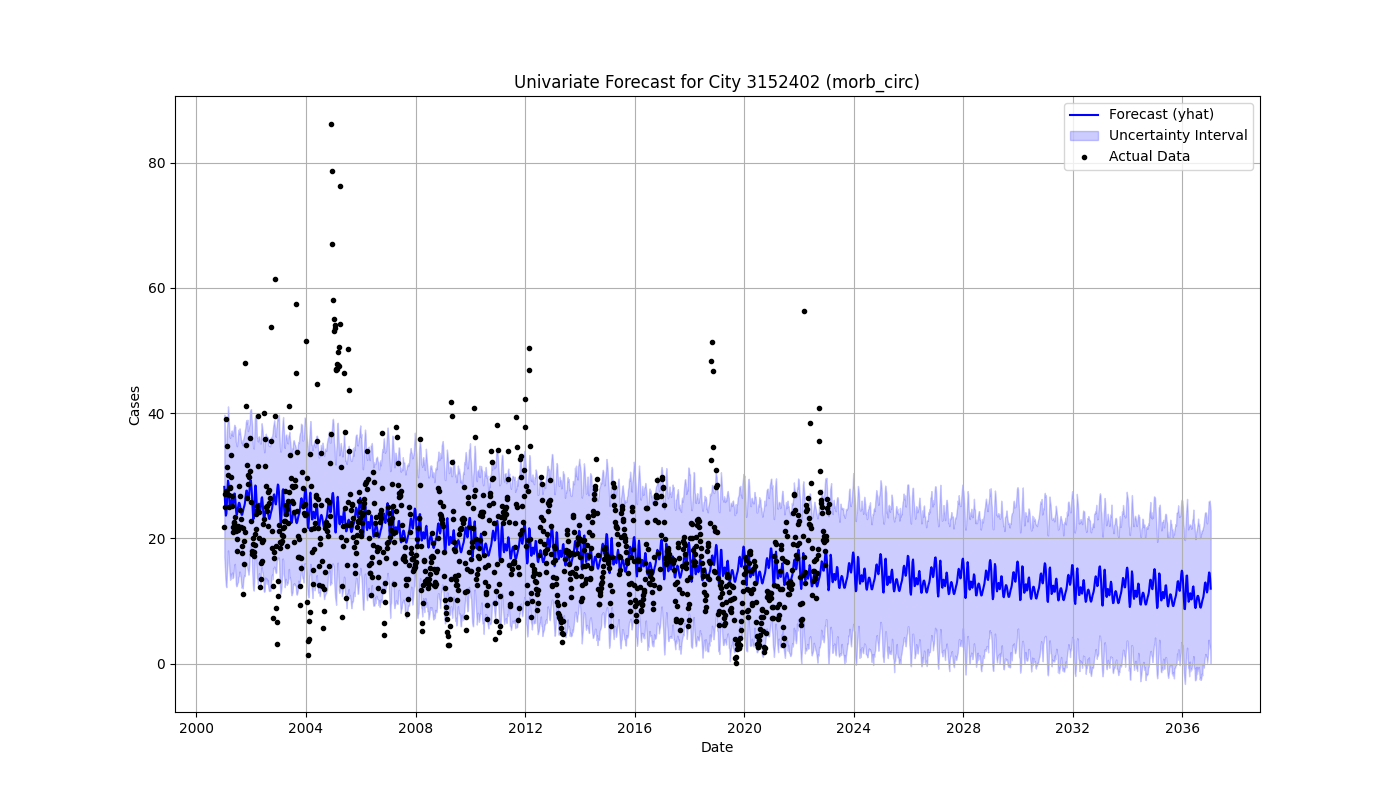 Univariate Forecast for City 3152402 (morb_circ)
Forecast (yhat)
Uncertainty Interval
Actual Data
80
60
40
20
0
Cases
2000 2004 2008 2012 2016 2020 2024 2028 2032 2036
Date